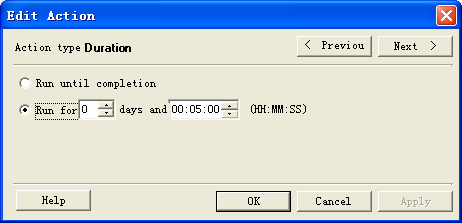 Edit Action
Action type Duration
< Previou
Next >
Run until completion
Run for 0 days and 00:05:00 (HH:MM:SS)
Help
OK
Cancel
Apply